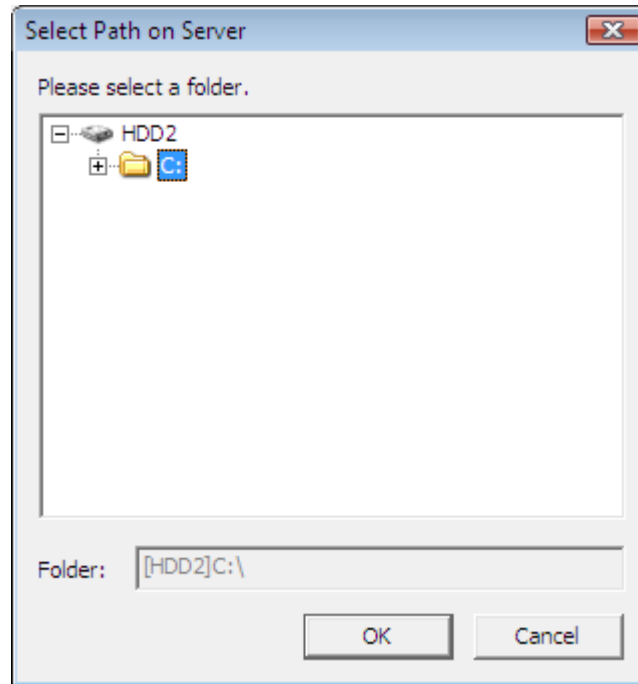 Select Path on Server
Please select a folder.
HDD2
C:
Folder: [HDD2]C:\
OK Cancel